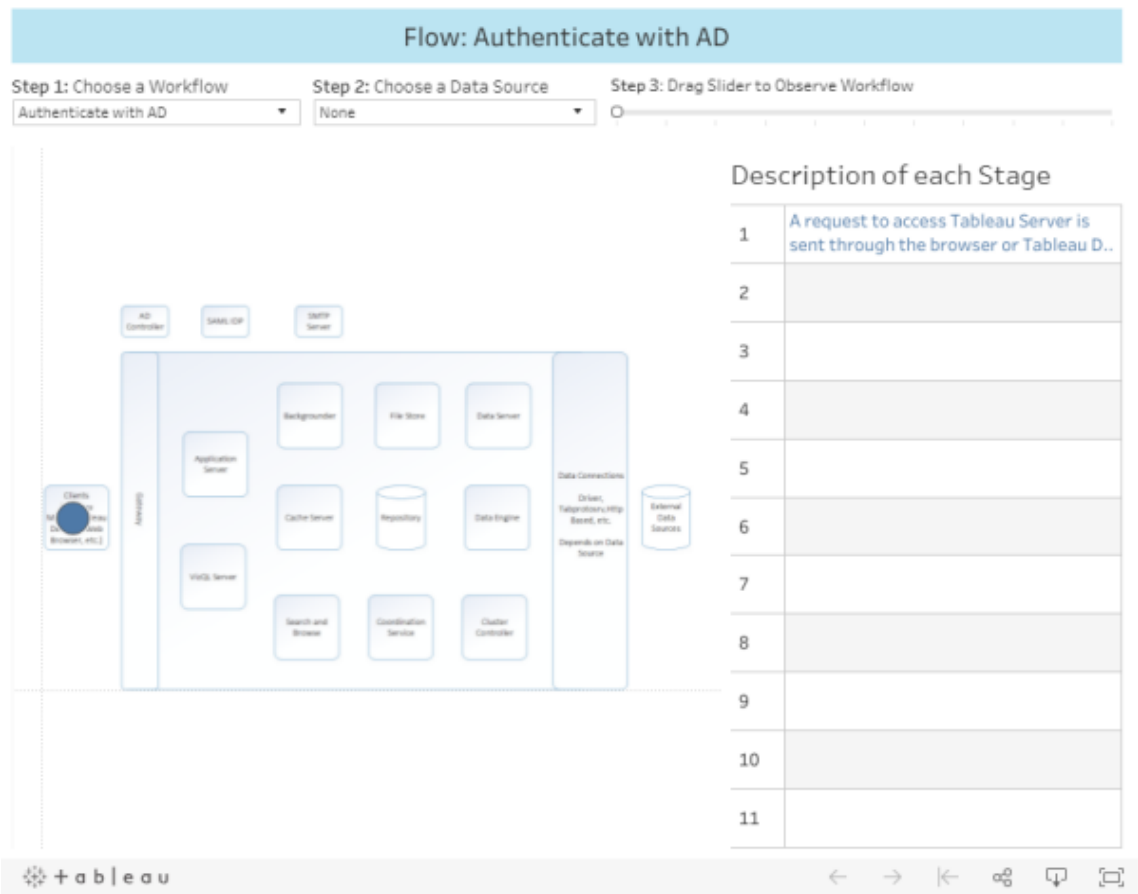 Flow: Authenticate with AD
Step 1: Choose a Workflow
Step 2: Choose a Data Source
Step 3: Drag Slider to Observe Workflow
Authenticate with AD
None
Description of each Stage
1
A request to access Tableau Server is
sent through the browser or Tableau D..
2
3
4
5
6
7
8
9
10
11
AD
Controller
SAML IDP
SMTP
Server
Backgrounder
File Store
Data Server
Application
Server
Clients
Browser, etc.)
Gateway
Cache Server
Repository
Data Engine
Data Connections
Driver,
Tabprotosrv, Http
Based, etc.
Depends on Data
Source
External
Data
Sources
VizQL Server
Search and
Browse
Coordination
Service
Cluster
Controller
+ a b | e a u